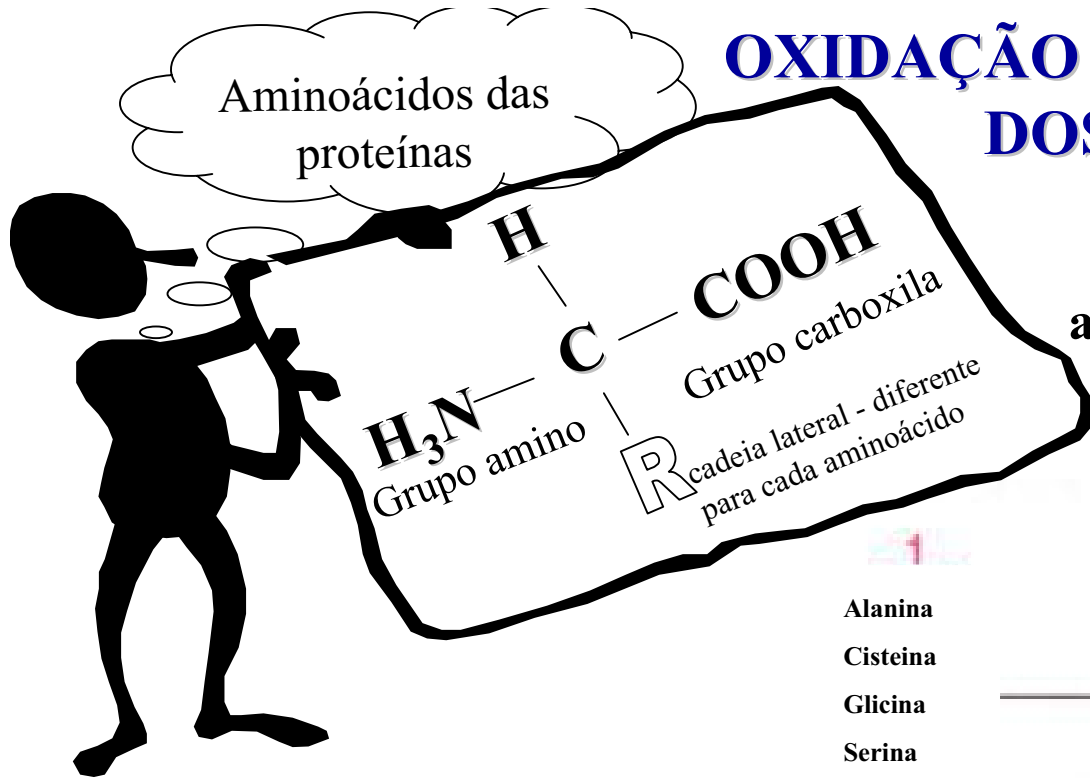 Aminoácidos das
proteínas
OXIDAÇÃO
DOS
H
COOH
C
Grupo carboxila
H₃N
Grupo amino
R cadeia lateral - diferente
para cada aminoácido
a
1
Alanina
Cisteina
Glicina
Serina